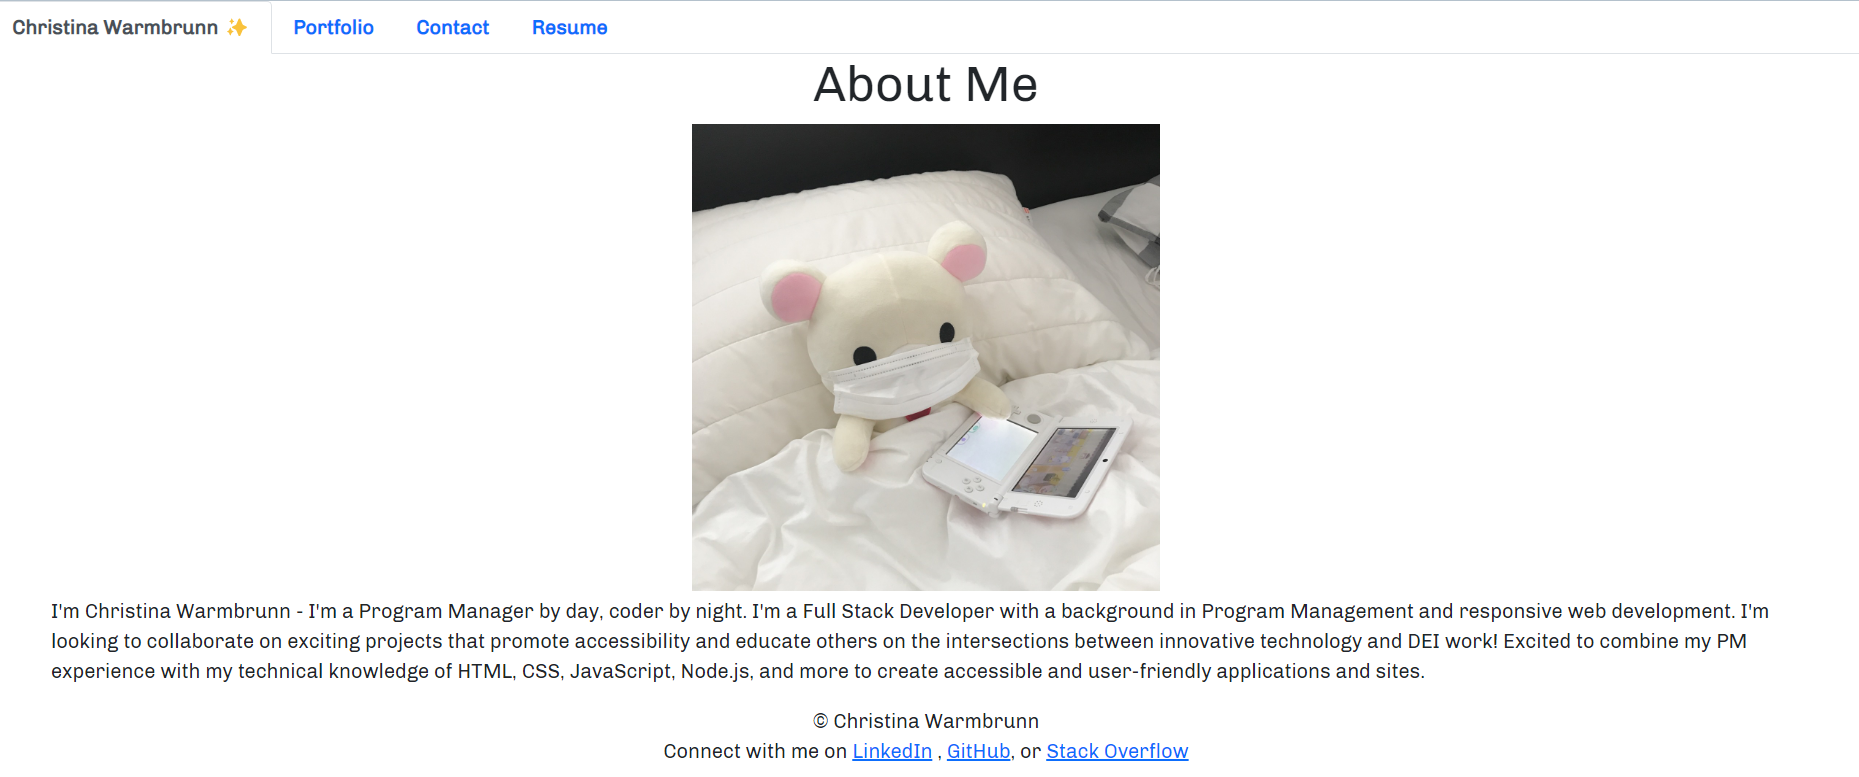 Christina Warmbrunn ✨ Portfolio Contact Resume
About Me
I'm Christina Warmbrunn - I'm a Program Manager by day, coder by night. I'm a Full Stack Developer with a background in Program Management and responsive web development. I'm
looking to collaborate on exciting projects that promote accessibility and educate others on the intersections between innovative technology and DEI work! Excited to combine my PM
experience with my technical knowledge of HTML, CSS, JavaScript, Node.js, and more to create accessible and user-friendly applications and sites.
© Christina Warmbrunn
Connect with me on LinkedIn , GitHub, or Stack Overflow